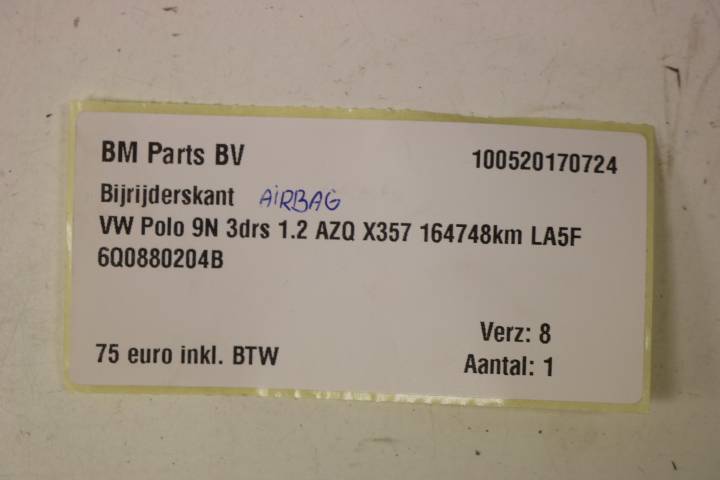 BM Parts BV 100520170724
Bijrijderskant AIRBAG
VW Polo 9N 3drs 1.2 AZQ X357 164748km LA5F
6Q0880204B
Verz: 8
75 euro inkl. BTW Aantal: 1